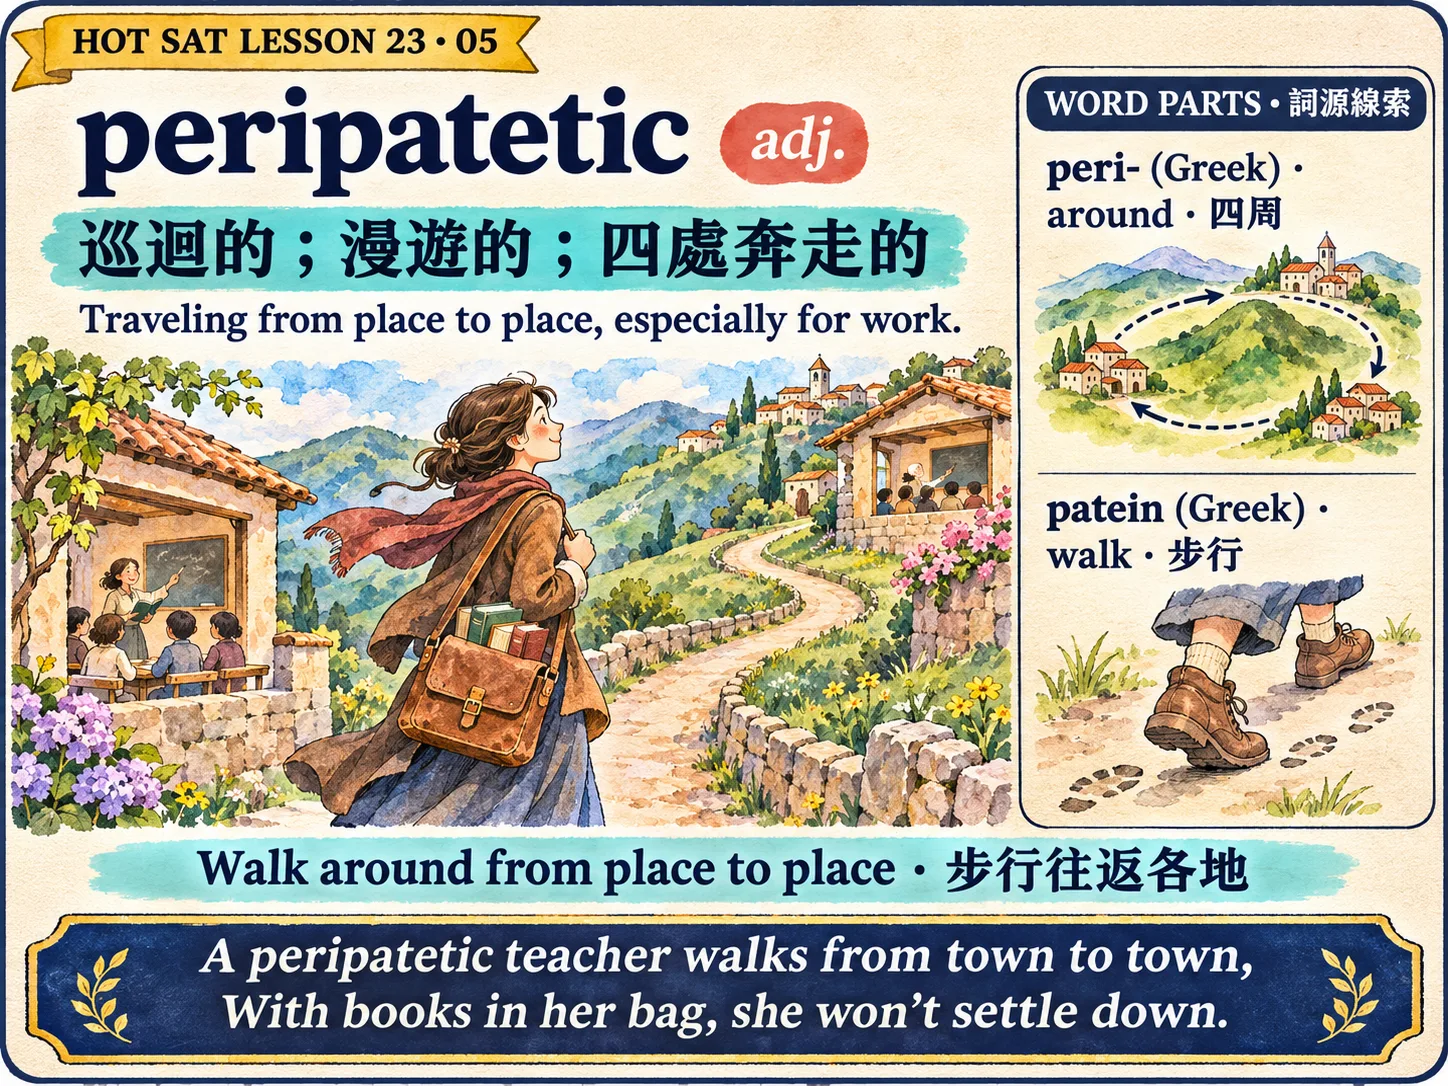 HOT SAT LESSON 23 • 05
peripatetic adj.
巡迴的；漫遊的；四處奔走的
Traveling from place to place, especially for work.
WORD PARTS • 詞源線索
peri- (Greek) •
around • 四周
patein (Greek) •
walk • 步行
Walk around from place to place • 步行往返各地
A peripatetic teacher walks from town to town,
With books in her bag, she won't settle down.